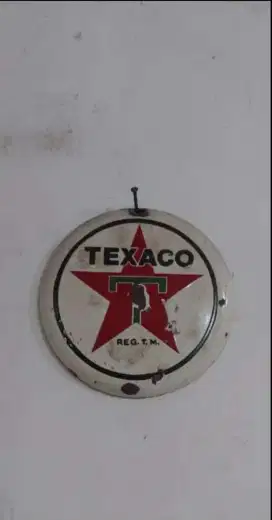 TEXACO
T
REG. T. M.